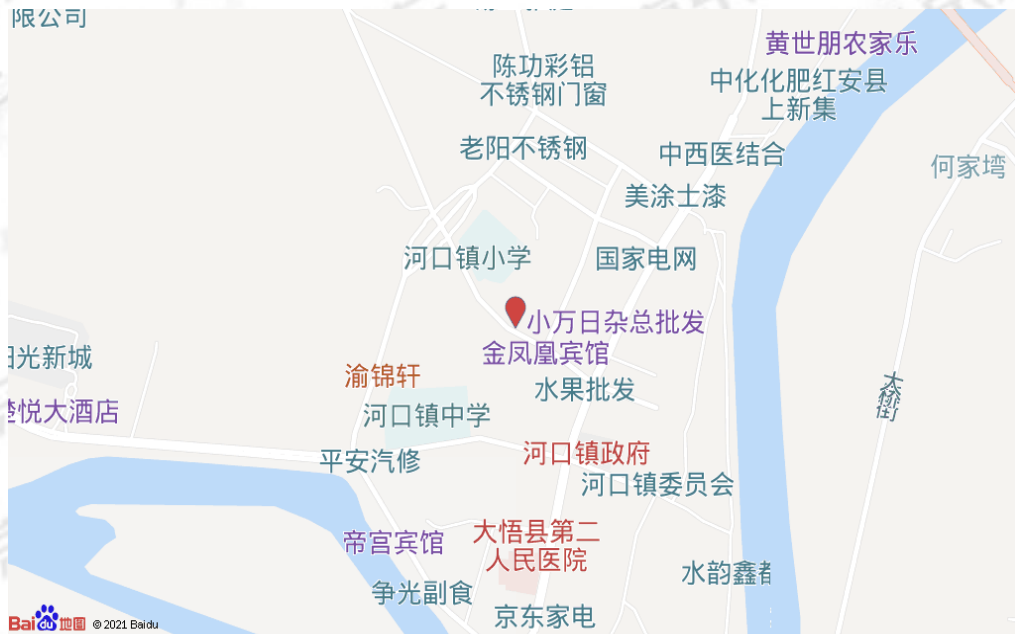 限公司
黄世朋农家乐
陈功彩铝
不锈钢门窗
中化化肥红安县
上新集
老阳不锈钢
中西医结合
何家塆
美涂士漆
河口镇小学
国家电网
小万日杂总批发
金凤凰宾馆
阳光新城
渝锦轩
水果批发
楚悦大酒店
河口镇中学
大桥街
平安汽修
河口镇政府
河口镇委员会
帝宫宾馆
大悟县第二
人民医院
水韵鑫都
争光副食
京东家电
Bai du 地图 © 2021 Baidu